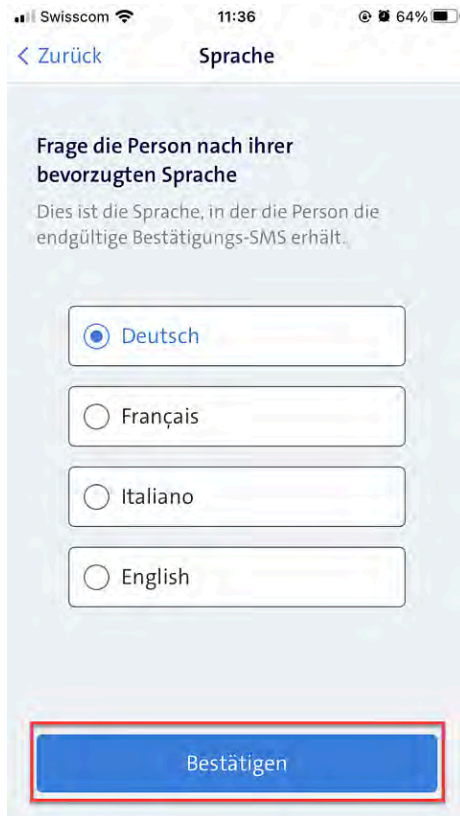 Swisscom 11:36 64%
Zurück Sprache
Frage die Person nach ihrer
bevorzugten Sprache
Dies ist die Sprache, in der die Person die
endgültige Bestätigungs-SMS erhält.
Deutsch
Français
Italiano
English
Bestätigen